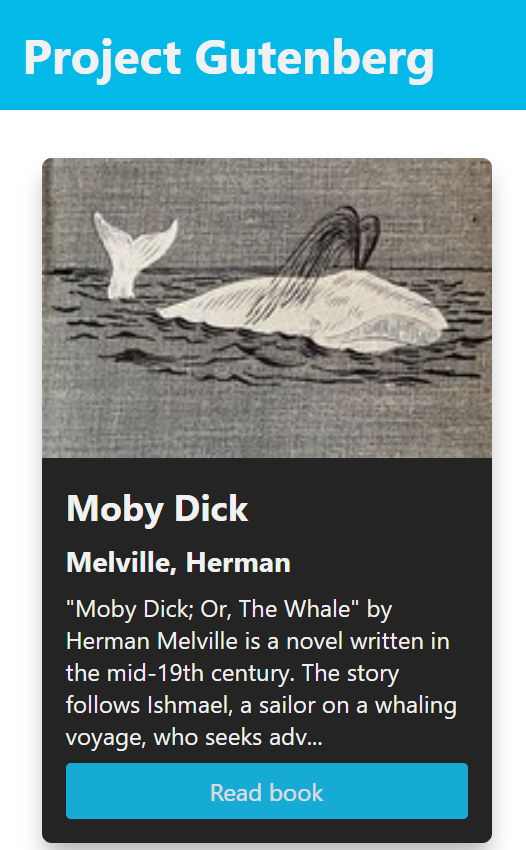 Project Gutenberg
Moby Dick
Melville, Herman
"Moby Dick; Or, The Whale" by
Herman Melville is a novel written in
the mid-19th century. The story
follows Ishmael, a sailor on a whaling
voyage, who seeks adv...
Read book